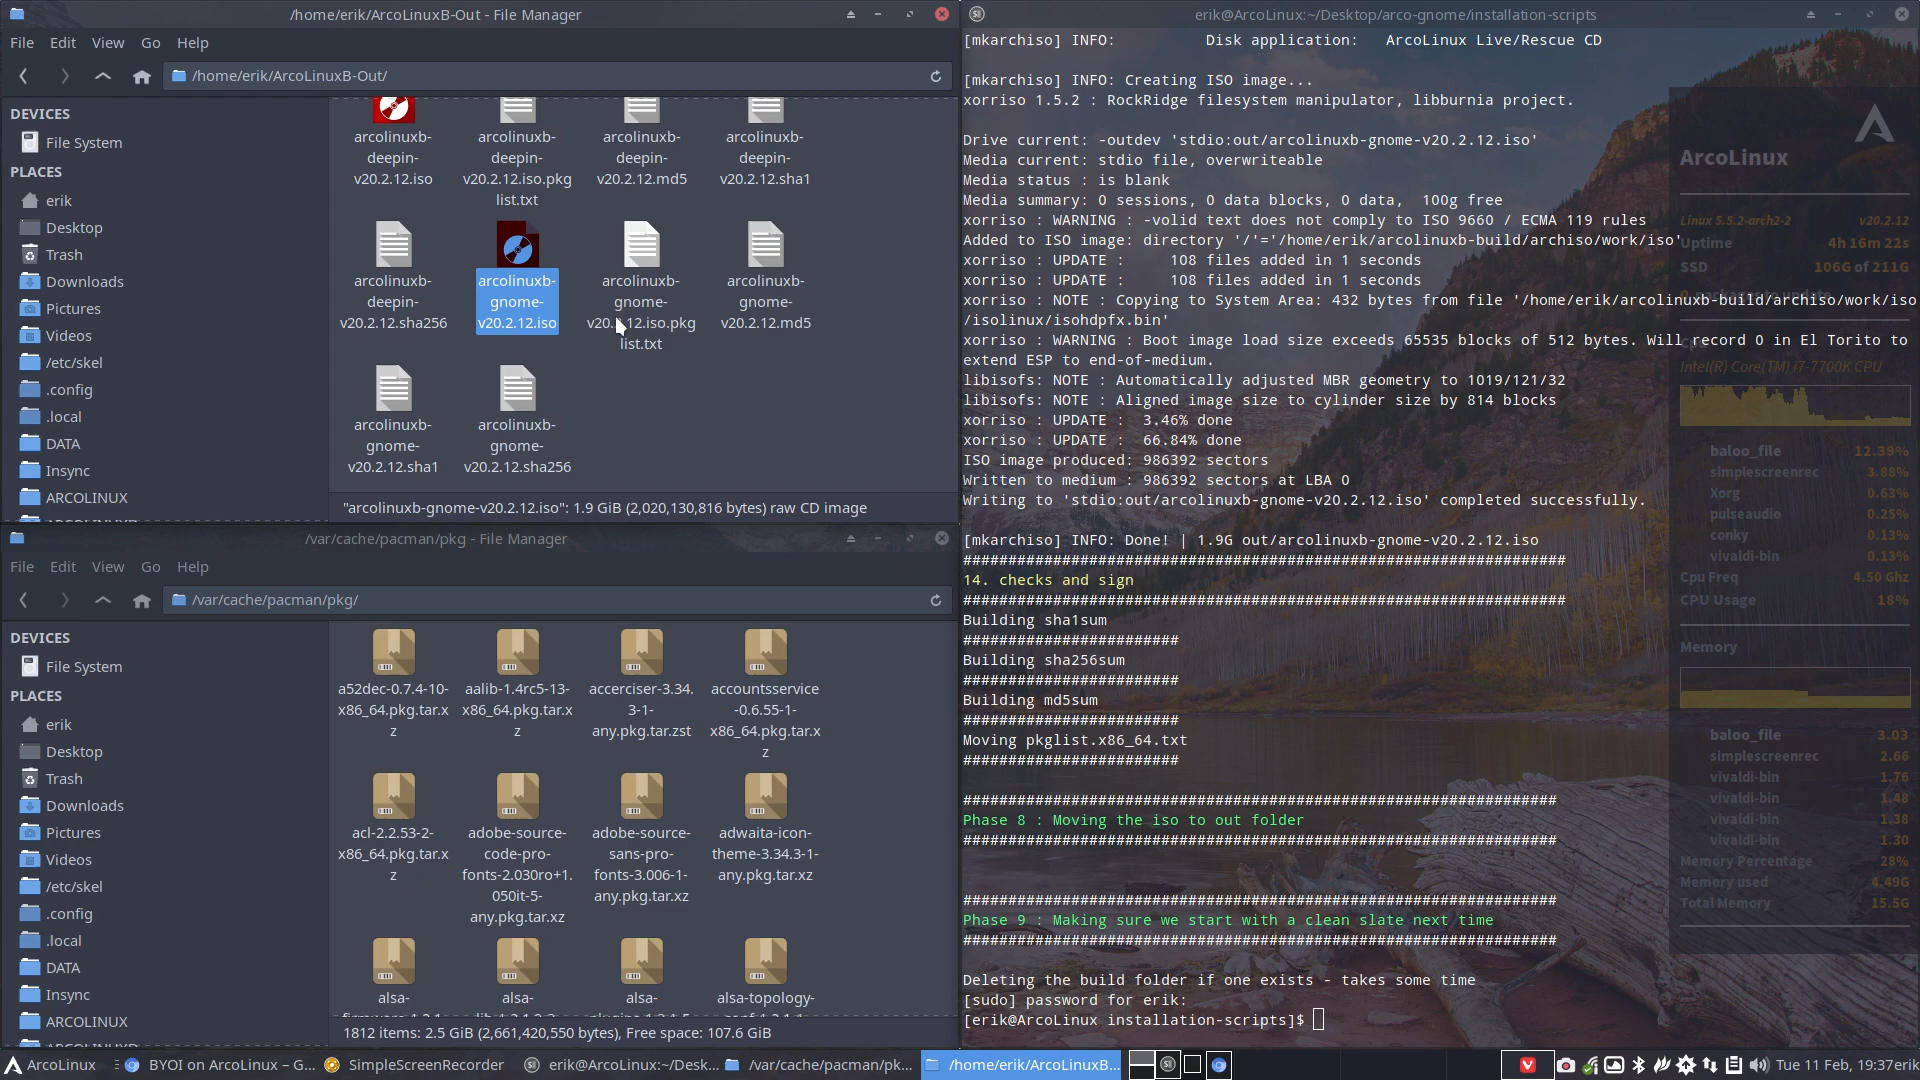 /home/erik/ArcoLinuxB-Out - File Manager
File Edit View Go Help
/home/erik/ArcoLinuxB-Out/
DEVICES
File System
PLACES
erik
Desktop
Trash
Downloads
Pictures
Videos
/etc/skel
.config
.local
DATA
Insync
ARCOLINUX
arcolinuxb-deepin-v20.2.12.iso
arcolinuxb-deepin-v20.2.12.iso.pkglist.txt
arcolinuxb-deepin-v20.2.12.md5
arcolinuxb-deepin-v20.2.12.sha1
arcolinuxb-deepin-v20.2.12.sha256
arcolinuxb-gnome-v20.2.12.iso
arcolinuxb-gnome-v20.2.12.iso.pkglist.txt
arcolinuxb-gnome-v20.2.12.md5
arcolinuxb-gnome-v20.2.12.sha1
arcolinuxb-gnome-v20.2.12.sha256
"arcolinuxb-gnome-v20.2.12.iso": 1.9 GiB (2,020,130,816 bytes) raw CD image
/var/cache/pacman/pkg - File Manager
File Edit View Go Help
/var/cache/pacman/pkg/
DEVICES
File System
PLACES
erik
Desktop
Trash
Downloads
Pictures
Videos
/etc/skel
.config
.local
DATA
Insync
ARCOLINUX
a52dec-0.7.4-10-x86_64.pkg.tar.xz
aalib-1.4rc5-13-x86_64.pkg.tar.xz
accerciser-3.34.3-1-any.pkg.tar.zst
accountsservice-0.6.55-1-x86_64.pkg.tar.xz
acl-2.2.53-2-x86_64.pkg.tar.xz
adobe-source-code-pro-fonts-2.030ro+1.050it-5-any.pkg.tar.xz
adobe-source-sans-pro-fonts-3.006-1-any.pkg.tar.xz
adwaita-icon-theme-3.34.3-1-any.pkg.tar.xz
alsa-
alsa-
alsa-
alsa-topology-
1812 items: 2.5 GiB (2,661,420,550 bytes), Free space: 107.6 GiB
erik@ArcoLinux:~/Desktop/arco-gnome/installation-scripts
[mkarchiso] INFO: Disk application: ArcoLinux Live/Rescue CD
[mkarchiso] INFO: Creating ISO image...
xorriso 1.5.2 : RockRidge filesystem manipulator, libburnia project.
Drive current: -outdev 'stdio:out/arcolinuxb-gnome-v20.2.12.iso'
Media current: stdio file, overwriteable
Media status : is blank
Media summary: 0 sessions, 0 data blocks, 0 data, 100g free
xorriso : WARNING : -volid text does not comply to ISO 9660 / ECMA 119 rules
Added to ISO image: directory '/'='/home/erik/arcolinuxb-build/archiso/work/iso'
xorriso : UPDATE : 108 files added in 1 seconds
xorriso : UPDATE : 108 files added in 1 seconds
xorriso : NOTE : Copying to System Area: 432 bytes from file '/home/erik/arcolinuxb-build/archiso/work/iso
/isolinux/isohdpfx.bin'
xorriso : WARNING : Boot image load size exceeds 65535 blocks of 512 bytes. Will record 0 in El Torito to
extend ESP to end-of-medium.
libisofs: NOTE : Automatically adjusted MBR geometry to 1019/121/32
libisofs: NOTE : Aligned image size to cylinder size by 814 blocks
xorriso : UPDATE : 3.46% done
xorriso : UPDATE : 66.84% done
ISO image produced: 986392 sectors
Written to medium : 986392 sectors at LBA 0
Writing to 'stdio:out/arcolinuxb-gnome-v20.2.12.iso' completed successfully.
[mkarchiso] INFO: Done! | 1.9G out/arcolinuxb-gnome-v20.2.12.iso
###################################################################
14. checks and sign
###################################################################
Building sha1sum
########################
Building sha256sum
########################
Building md5sum
########################
Moving pkglist.x86_64.txt
########################
##################################################################
Phase 8 : Moving the iso to out folder
##################################################################
##################################################################
Phase 9 : Making sure we start with a clean slate next time
##################################################################
Deleting the build folder if one exists - takes some time
[sudo] password for erik:
[erik@ArcoLinux installation-scripts]$
ArcoLinux
Linux 5.5.2-arch2-2 v20.2.12
Uptime 4h 16m 22s
SSD 106G of 211G
Intel(R) Core(TM) i7-7700K CPU
baloo_file 12.39%
simplescreenrec 3.88%
Xorg 0.63%
pulseaudio 0.25%
conky 0.13%
vivaldi-bin 0.13%
Cpu Freq 4.50 Ghz
CPU Usage 18%
Memory
baloo_file 3.03
simplescreenrec 2.66
vivaldi-bin 1.76
vivaldi-bin 1.48
vivaldi-bin 1.38
vivaldi-bin 1.30
Memory Percentage 28%
Memory used 4.49G
Total Memory 15.5G
ArcoLinux
BYOI on ArcoLinux – G...
SimpleScreenRecorder
erik@ArcoLinux:~/Desk...
/var/cache/pacman/pk...
/home/erik/ArcoLinuxB...
Tue 11 Feb, 19:37
erik